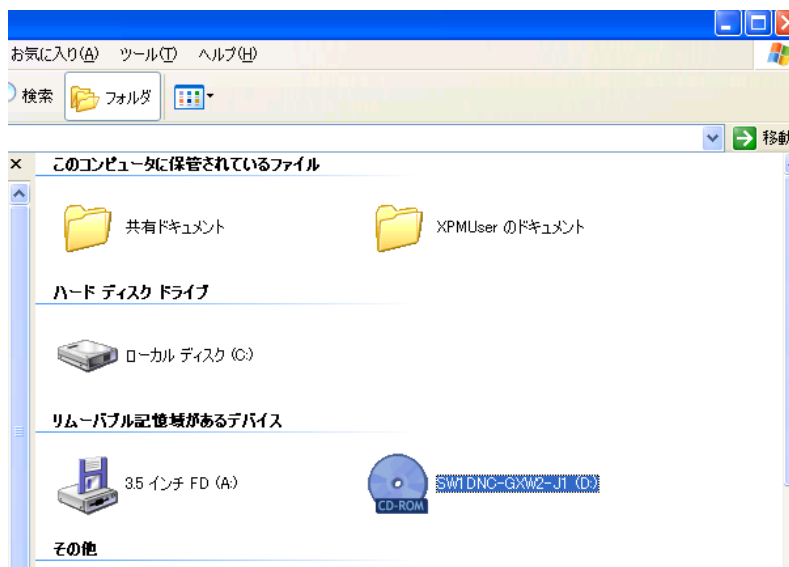 お気に入り(A) ツール(T) ヘルプ(H)
検索 フォルダ
移動
このコンピュータに保管されているファイル
共有ドキュメント XPMUser のドキュメント
ハード ディスク ドライブ
ローカル ディスク (C:)
リムーバブル記憶域があるデバイス
3.5 インチ FD (A:) SW1DNC-GXW2-J1 (D:)
CD-ROM
その他